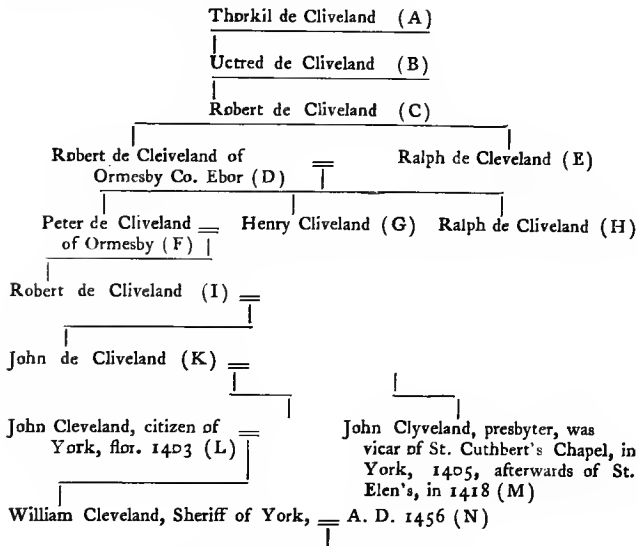 Thorkil de Cliveland (A)
Uctred de Cliveland (B)
Robert de Cliveland (C)
Robert de Cleiveland of
Ormesby Co. Ebor (D)
Ralph de Cleveland (E)
Peter de Cliveland
of Ormesby (F)
Henry Cliveland (G)
Ralph de Cliveland (H)
Robert de Cliveland (I)
John de Cliveland (K)
John Cleveland, citizen of
York, flor. 1403 (L)
John Clyveland, presbyter, was
vicar of St. Cuthbert's Chapel, in
York, 1405, afterwards of St.
Elen's, in 1418 (M)
William Cleveland, Sheriff of York, A. D. 1456 (N)